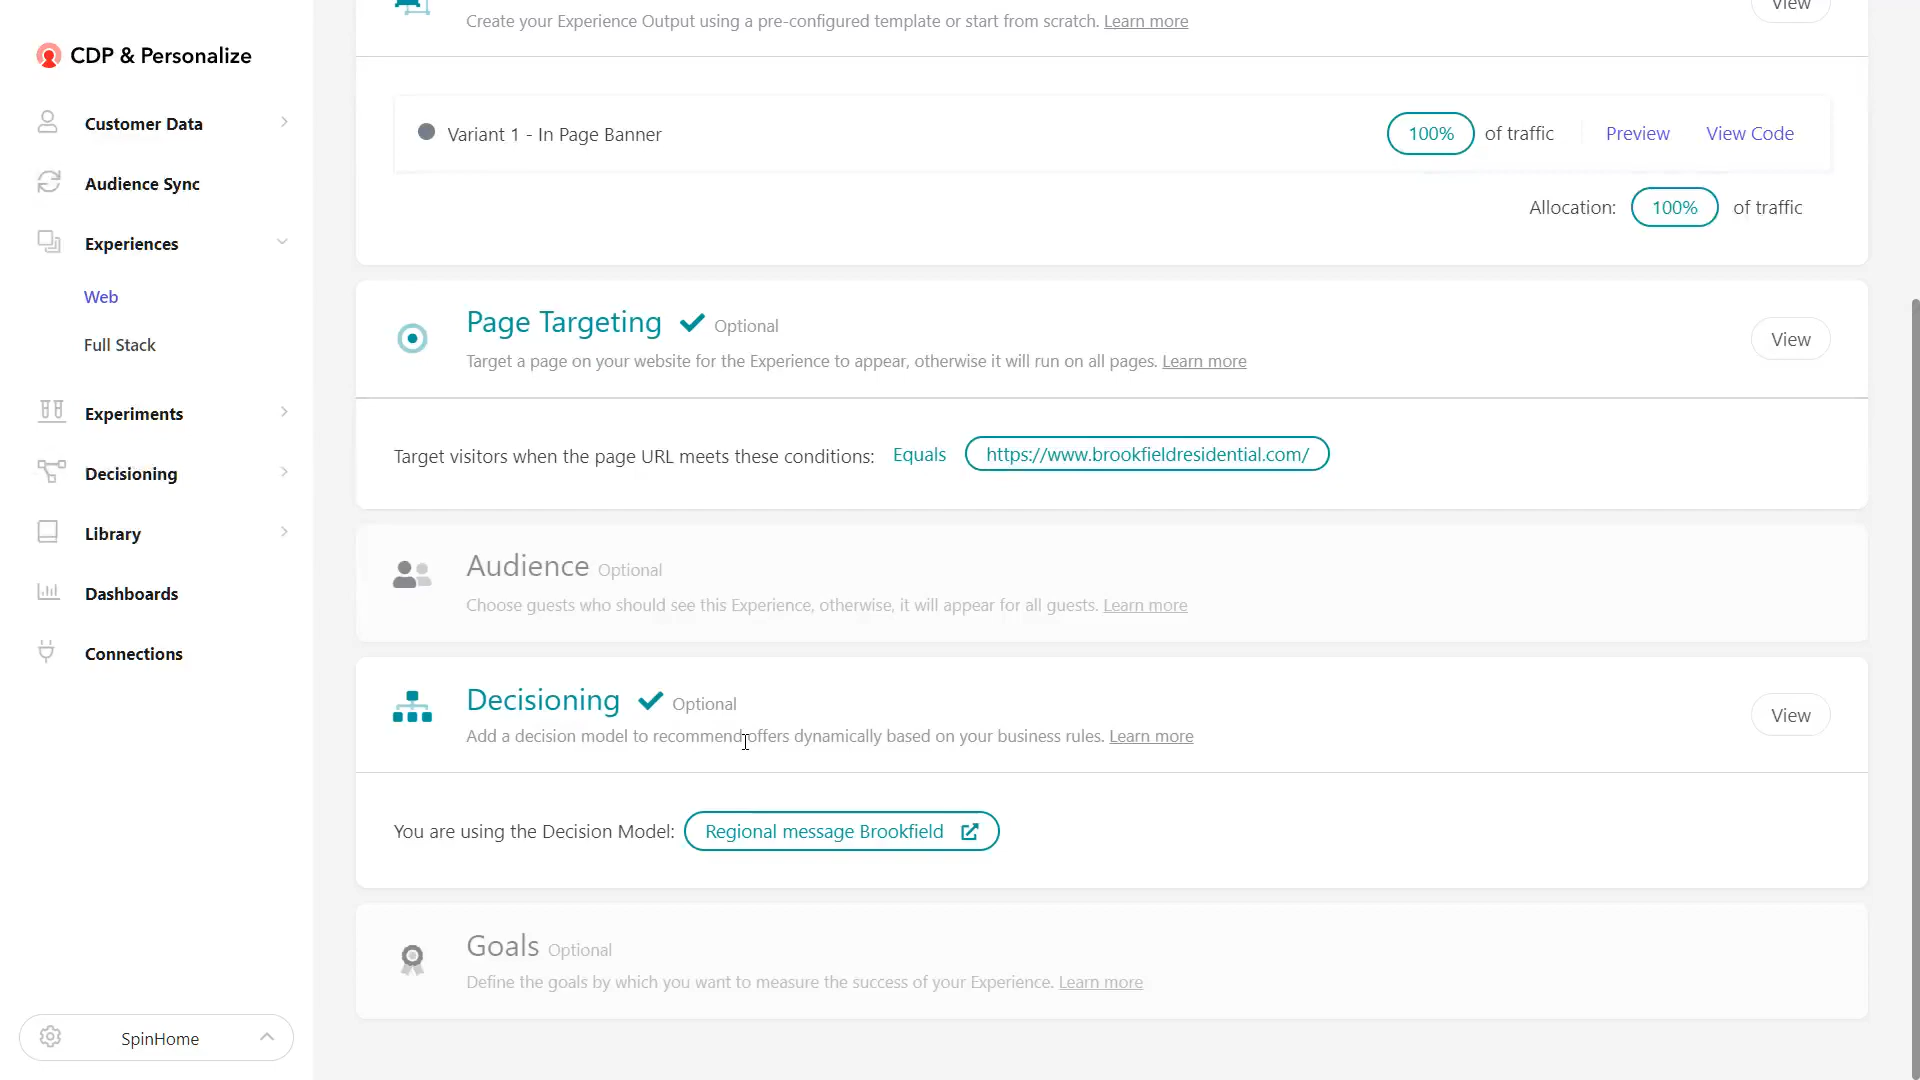 CDP & Personalize
Customer Data
Audience Sync
Experiences
Web
Full Stack
Experiments
Decisioning
Library
Dashboards
Connections
SpinHome
View
Create your Experience Output using a pre-configured template or start from scratch. Learn more
Variant 1 - In Page Banner
100% of traffic
Preview
View Code
Allocation: 100% of traffic
Page Targeting Optional
Target a page on your website for the Experience to appear, otherwise it will run on all pages. Learn more
View
Target visitors when the page URL meets these conditions: Equals https://www.brookfieldresidential.com/
Audience Optional
Choose guests who should see this Experience, otherwise, it will appear for all guests. Learn more
Decisioning Optional
Add a decision model to recommend offers dynamically based on your business rules. Learn more
View
You are using the Decision Model: Regional message Brookfield
Goals Optional
Define the goals by which you want to measure the success of your Experience. Learn more